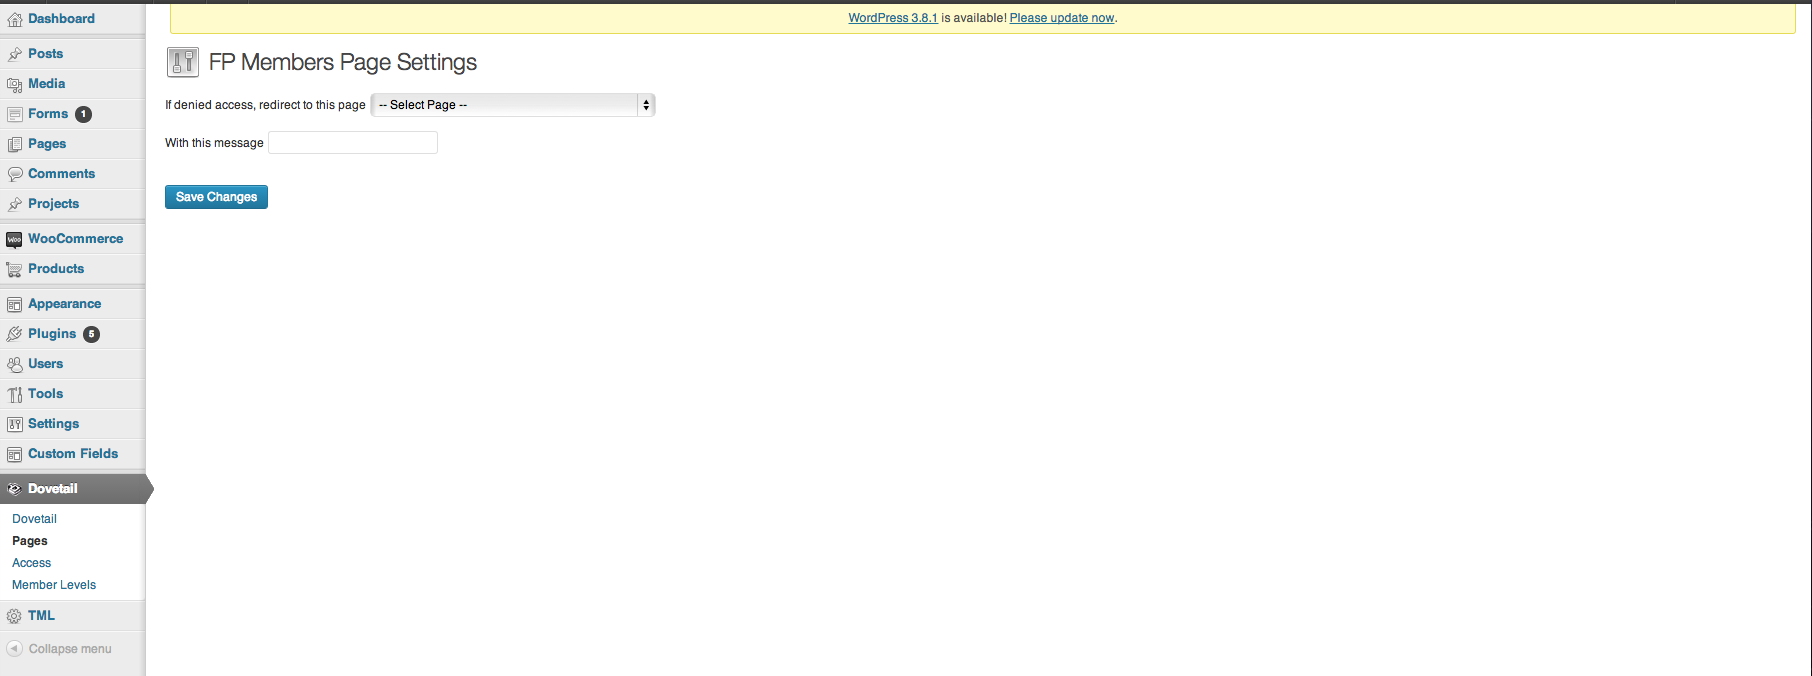 WordPress 3.8.1 is available! Please update now.
Dashboard
Posts
Media
Forms 1
Pages
Comments
Projects
WooCommerce
Products
Appearance
Plugins 5
Users
Tools
Settings
Custom Fields
Dovetail
Dovetail
Pages
Access
Member Levels
TML
Collapse menu
FP Members Page Settings
If denied access, redirect to this page -- Select Page --
With this message
Save Changes